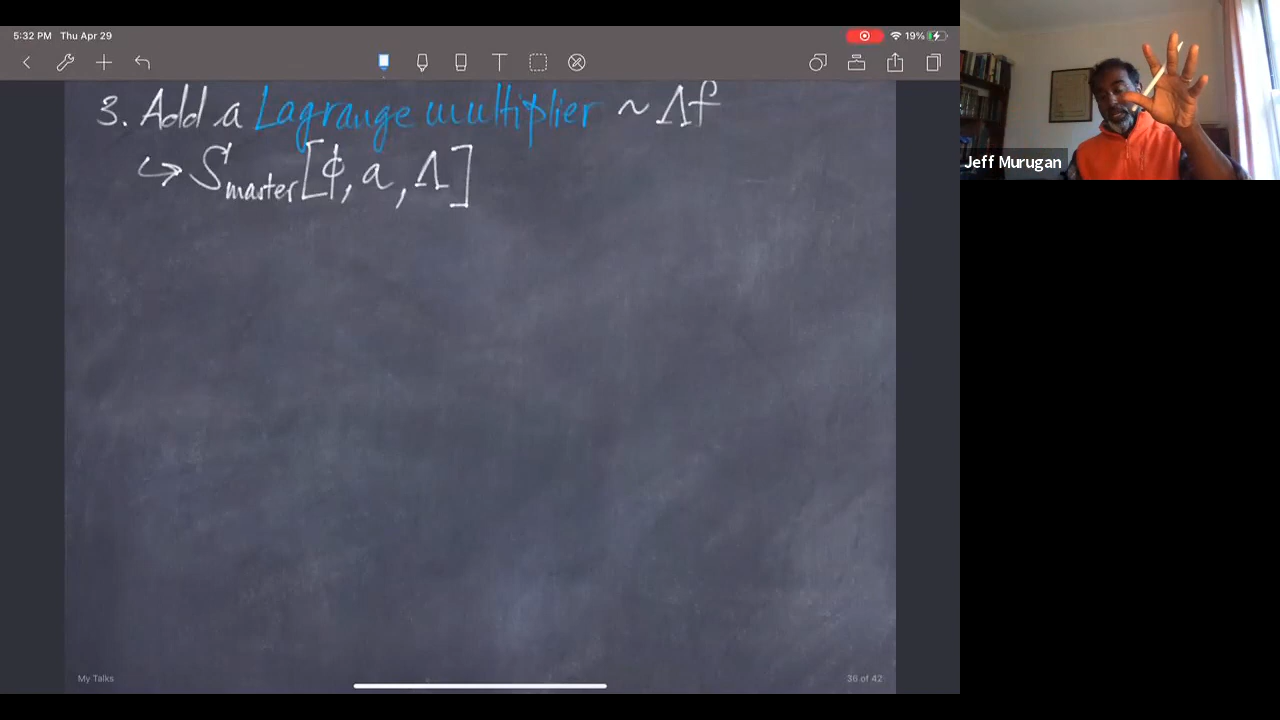 5:32 PM Thu Apr 29
19%
3. Add a Lagrange multiplier ~ Λf
↪ S_master[ϕ, a, Λ]
Jeff Murugan
My Talks
36 of 42